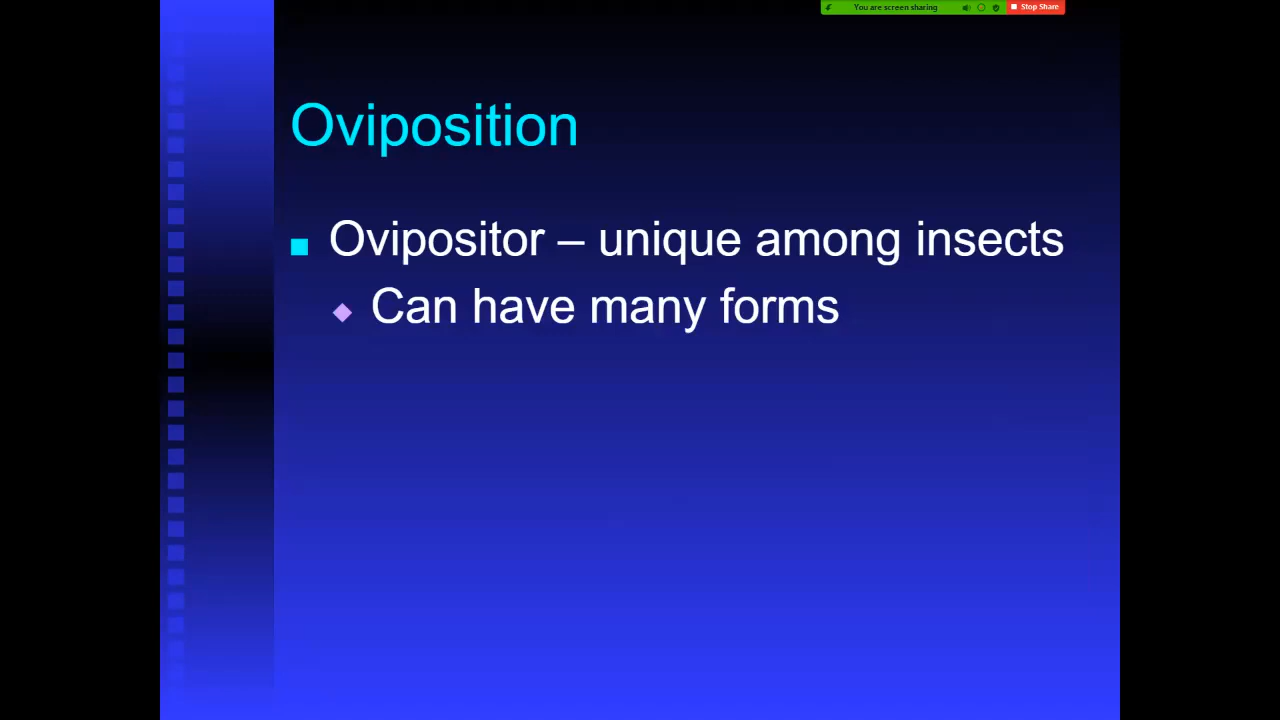 You are screen sharing
Stop Share
Oviposition
Ovipositor – unique among insects
Can have many forms